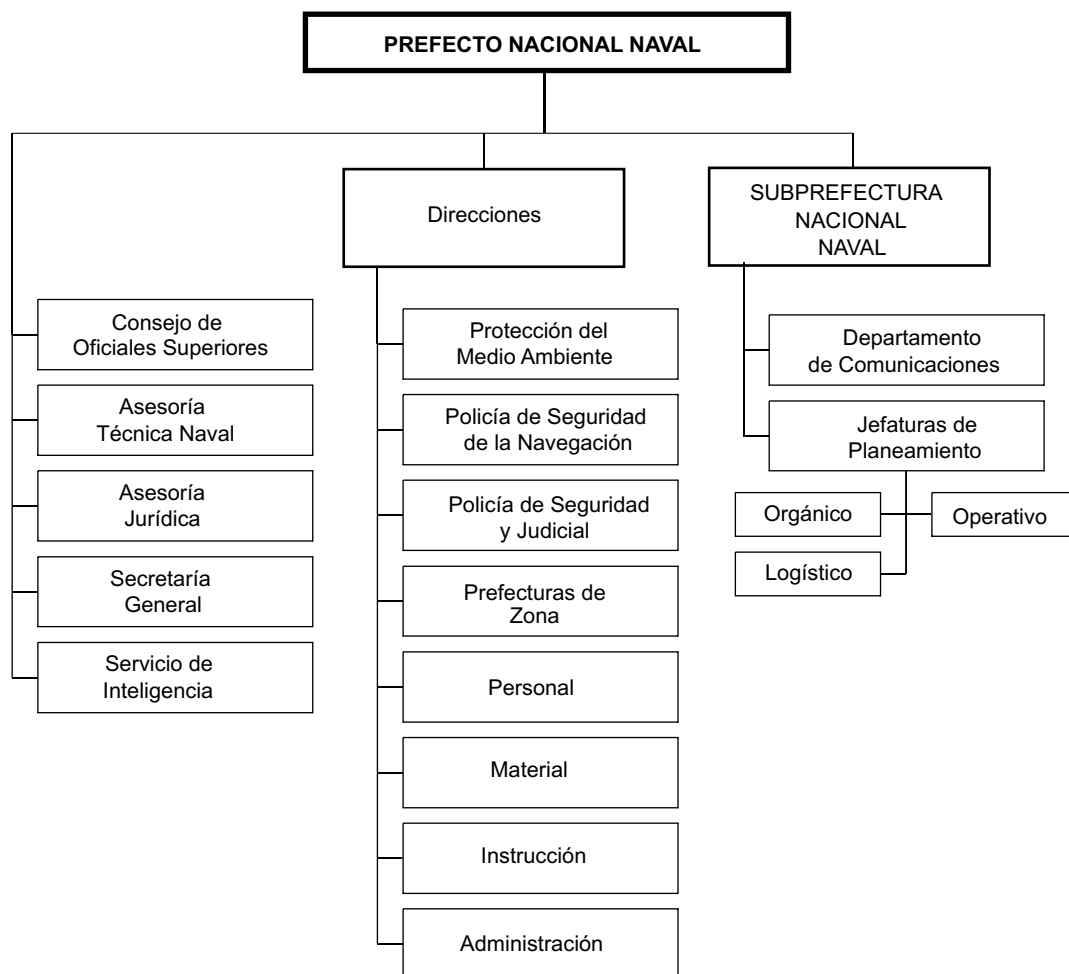 PREFECTO NACIONAL NAVAL
Direcciones
SUBPREFECTURA
NACIONAL
NAVAL
Consejo de
Oficiales Superiores
Asesoría
Técnica Naval
Asesoría
Jurídica
Secretaría
General
Servicio de
Inteligencia
Protección del
Medio Ambiente
Policía de Seguridad
de la Navegación
Policía de Seguridad
y Judicial
Prefecturas de
Zona
Personal
Material
Instrucción
Administración
Departamento
de Comunicaciones
Jefaturas de
Planeamiento
Orgánico
Operativo
Logístico